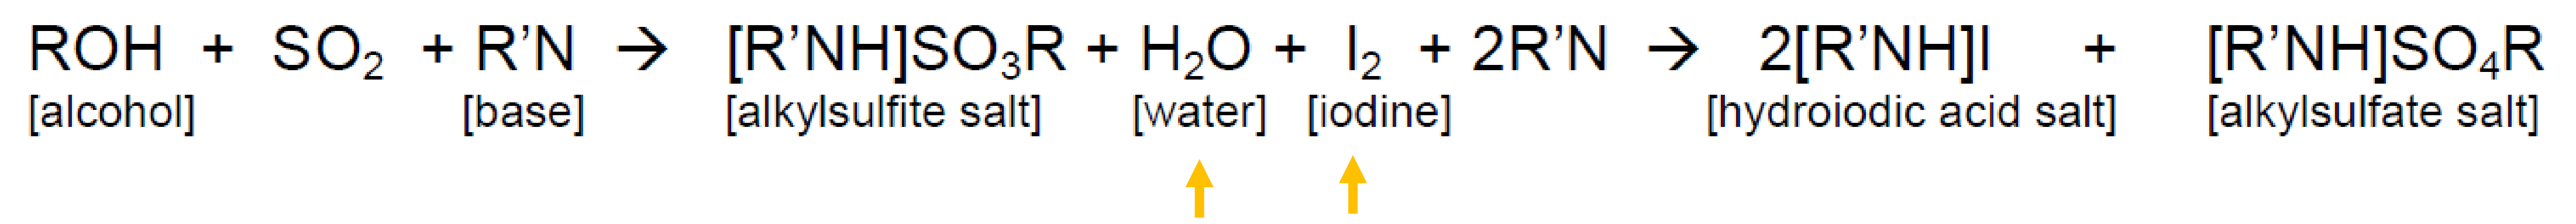 ROH + SO₂ + R’N → [R’NH]SO₃R + H₂O + I₂ + 2R’N → 2[R’NH]I + [R’NH]SO₄R
[alcohol] [base] [alkylsulfite salt] [water] [iodine] [hydroiodic acid salt] [alkylsulfate salt]